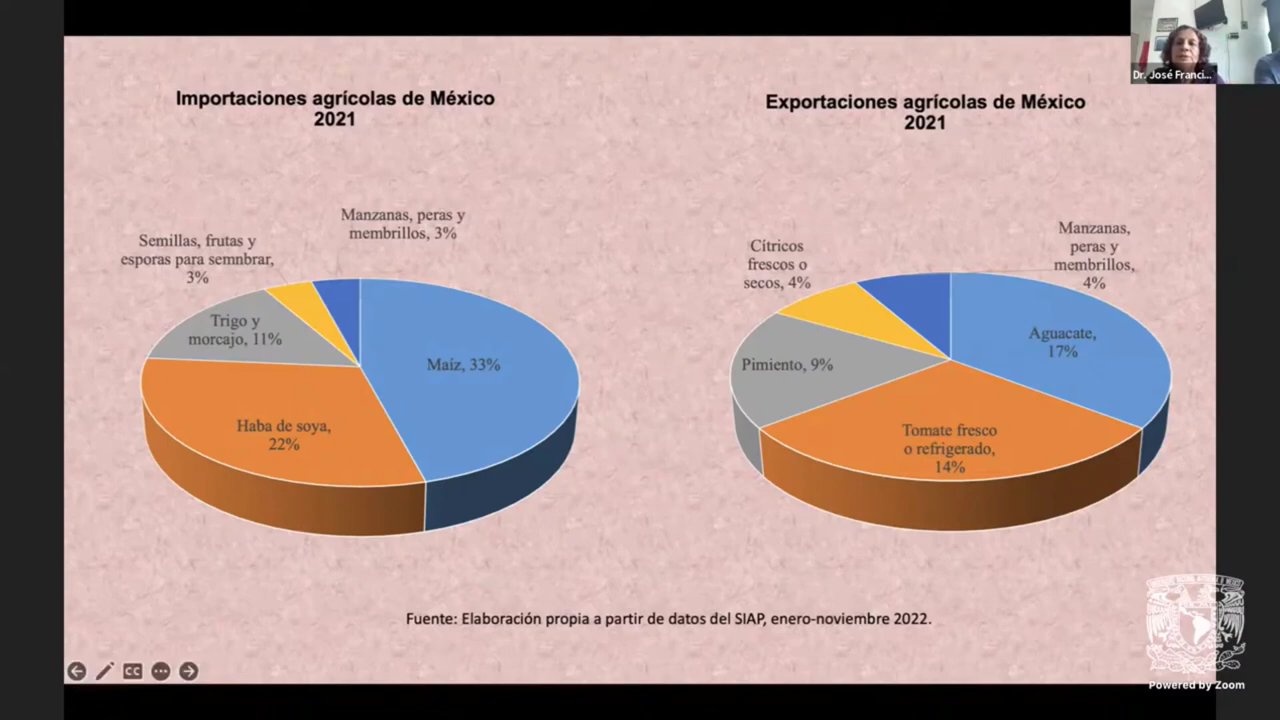 Dr. José Franci...
Importaciones agrícolas de México
2021
Exportaciones agrícolas de México
2021
Manzanas, peras y
membrillos, 3%
Semillas, frutas y
esporas para semnbrar,
3%
Trigo y
morcajo, 11%
Maíz, 33%
Haba de soya,
22%
Manzanas,
peras y
membrillos,
4%
Cítricos
frescos o
secos, 4%
Aguacate,
17%
Pimiento, 9%
Tomate fresco
o refrigerado,
14%
Fuente: Elaboración propia a partir de datos del SIAP, enero-noviembre 2022.
CC
Powered by Zoom